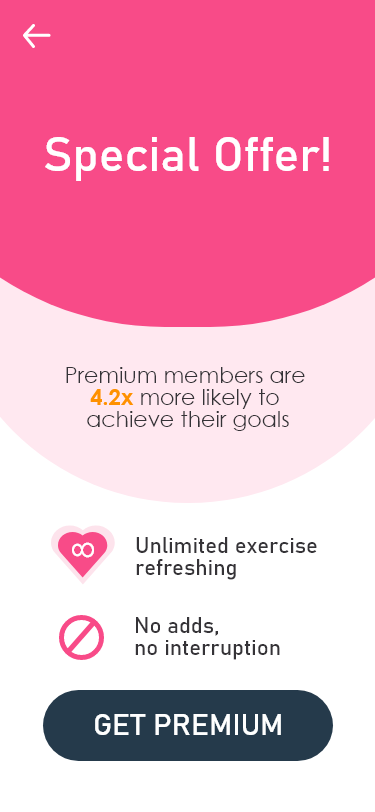 Special Offer!
Premium members are
4.2x more likely to
achieve their goals
Unlimited exercise
refreshing
No adds,
no interruption
GET PREMIUM